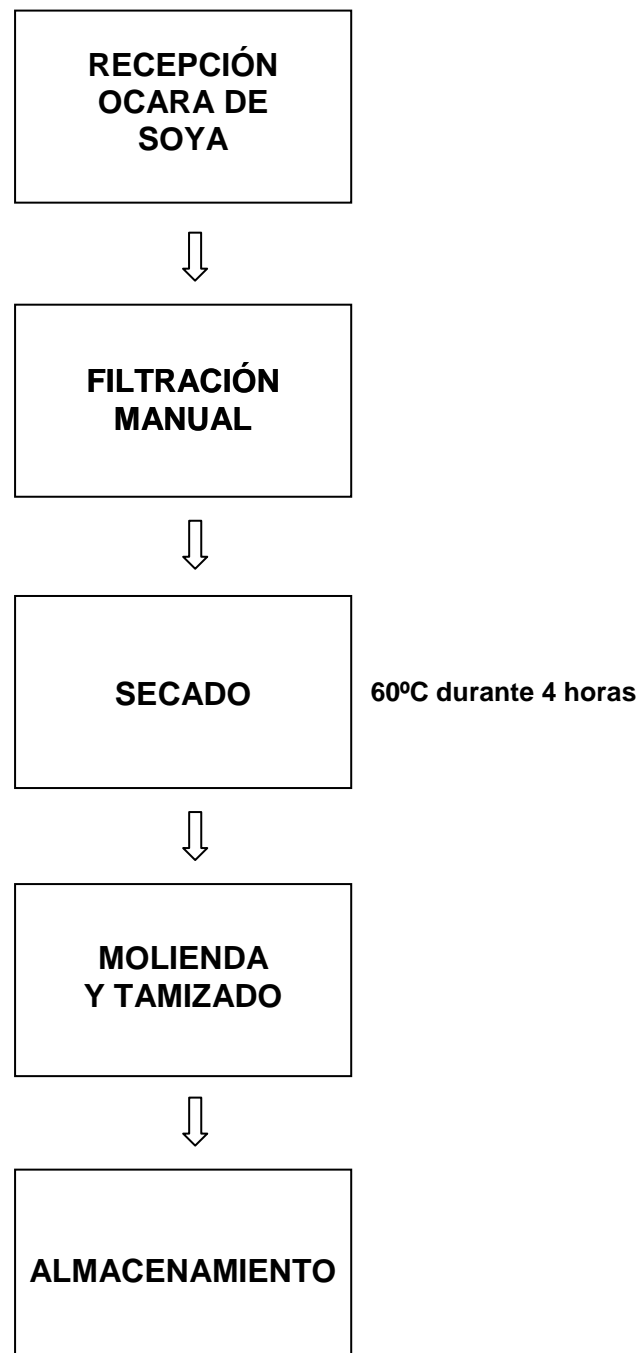 RECEPCIÓN
OCARA DE
SOYA
FILTRACIÓN
MANUAL
SECADO
60ºC durante 4 horas
MOLIENDA
Y TAMIZADO
ALMACENAMIENTO